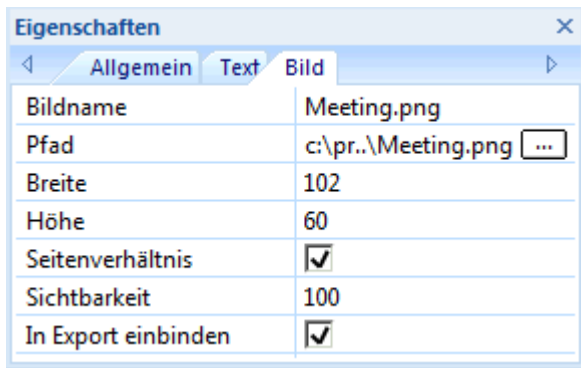 Eigenschaften
Allgemein Text Bild
Bildname Meeting.png
Pfad c:\pr..\Meeting.png ...
Breite 102
Höhe 60
Seitenverhältnis
Sichtbarkeit 100
In Export einbinden